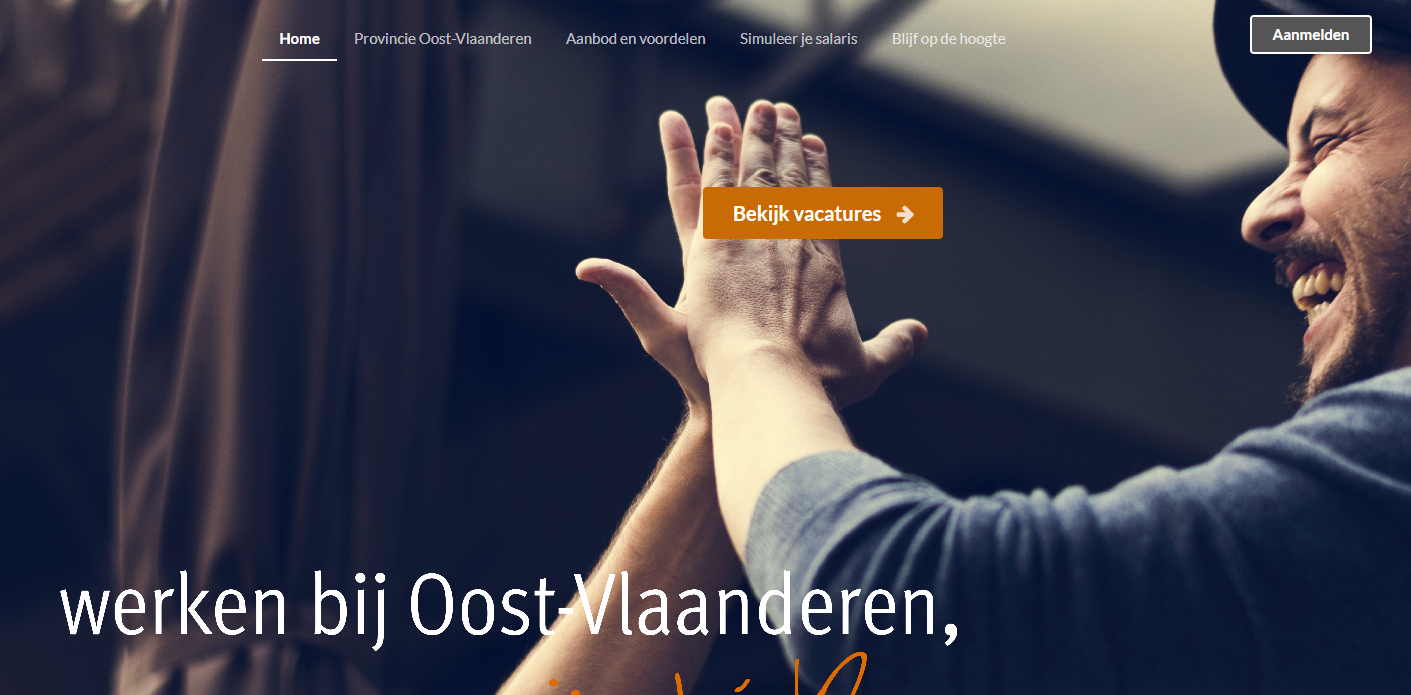 Home Provincie Oost-Vlaanderen Aanbod en voordelen Simuleer je salaris Blijf op de hoogte Aanmelden
Bekijk vacatures
werken bij Oost-Vlaanderen,